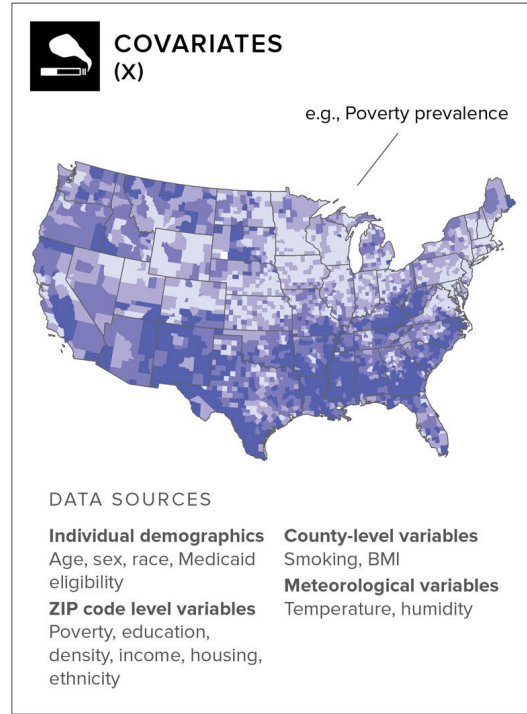 COVARIATES
(X)
e.g., Poverty prevalence
DATA SOURCES
Individual demographics
Age, sex, race, Medicaid
eligibility
ZIP code level variables
Poverty, education,
density, income, housing,
ethnicity
County-level variables
Smoking, BMI
Meteorological variables
Temperature, humidity